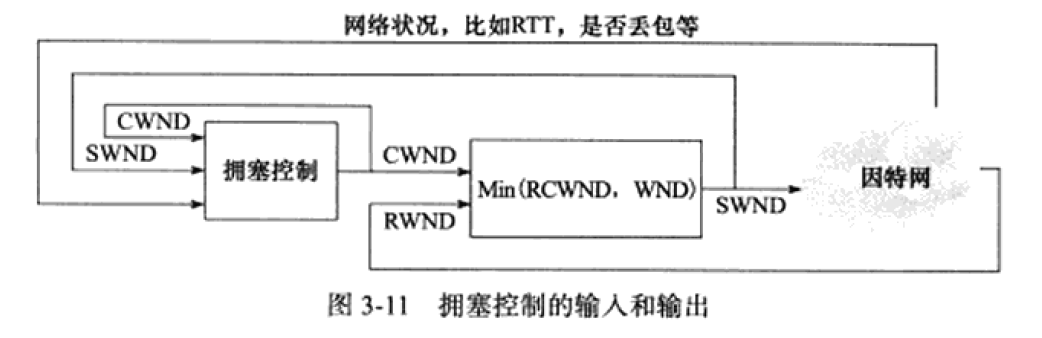 网络状况，比如RTT，是否丢包等
CWND
SWND
拥塞控制
CWND
RWND
Min(RCWND，WND)
SWND
因特网
图 3-11 拥塞控制的输入和输出